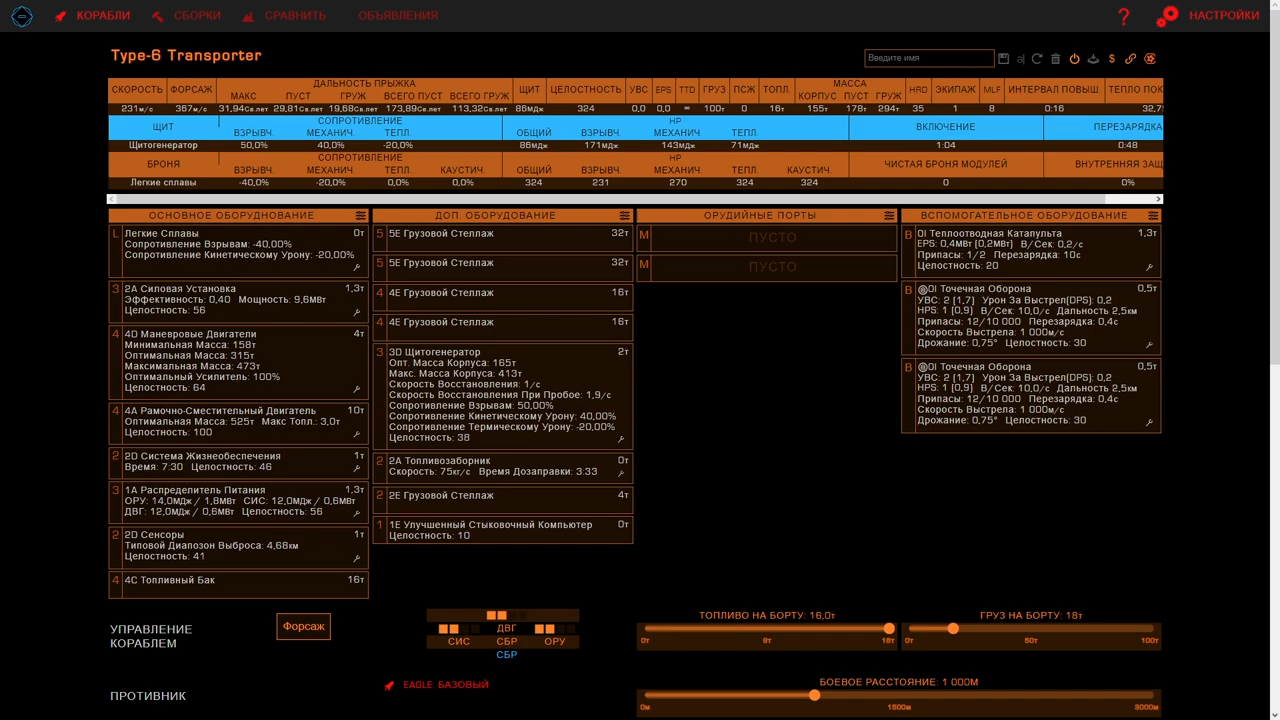 КОРАБЛИ СБОРКИ СРАВНИТЬ ОБЪЯВЛЕНИЯ ? НАСТРОЙКИ
Type-6 Transporter
Введите имя
СКОРОСТЬ ФОРСАЖ ДАЛЬНОСТЬ ПРЫЖКА ЩИТ ЦЕЛОСТНОСТЬ УВС EPS TTD ГРУЗ ПСЖ ТОПЛ. МАССА HRD ЭКИПАЖ MLF ИНТЕРВАЛ ПОВЫШ. ТЕПЛО ПОК
МАКС ПУСТ ГРУЖ ВСЕГО ПУСТ ВСЕГО ГРУЖ КОРПУС ПУСТ ГРУЖ
231м/с 367м/с 31,94Св.лет 29,81Св.лет 19,68Св.лет 173,89Св.лет 113,32Св.лет 86мдж 324 0,0 0,0 ∞ 100т 0 16т 155т 178т 294т 35 1 8 0:16 32,7
ЩИТ СОПРОТИВЛЕНИЕ HP ВКЛЮЧЕНИЕ ПЕРЕЗАРЯДКА
ВЗРЫВЧ. МЕХАНИЧ. ТЕПЛ. ОБЩИЙ ВЗРЫВЧ. МЕХАНИЧ. ТЕПЛ.
Щитогенератор 50,0% 40,0% -20,0% 86мдж 171мдж 143мдж 71мдж 1:04 0:48
БРОНЯ СОПРОТИВЛЕНИЕ HP ЧИСТАЯ БРОНЯ МОДУЛЕЙ ВНУТРЕННЯЯ ЗАЩ
ВЗРЫВЧ. МЕХАНИЧ. ТЕПЛ. КАУСТИЧ. ОБЩИЙ ВЗРЫВЧ. МЕХАНИЧ. ТЕПЛ. КАУСТИЧ.
Легкие сплавы -40,0% -20,0% 0,0% 0,0% 324 231 270 324 324 0 0%
ОСНОВНОЕ ОБОРУДНОВАНИЕ
L Легкие Сплавы 0т
Сопротивление Взрывам: -40,00%
Сопротивление Кинетическому Урону: -20,00%
3 2A Силовая Установка 1,3т
Эффективность: 0,40 Мощность: 9,6МВт
Целостность: 56
4 4D Маневровые Двигатели 4т
Минимальная Масса: 158т
Оптимальная Масса: 315т
Максимальная Масса: 473т
Оптимальный Усилитель: 100%
Целостность: 64
4 4A Рамочно-Сместительный Двигатель 10т
Оптимальная Масса: 525т Макс Топл.: 3,0т
Целостность: 100
2 2D Система Жизнеобеспечения 1т
Время: 7:30 Целостность: 46
3 1A Распределитель Питания 1,3т
ОРУ: 14,0МДж / 1,8МВт СИС: 12,0МДж / 0,6МВт
ДВГ: 12,0МДж / 0,6МВт Целостность: 56
2 2D Сенсоры 1т
Типовой Диапазон Выброса: 4,68км
Целостность: 41
4 4C Топливный Бак 16т
ДОП. ОБОРУДОВАНИЕ
5 5E Грузовой Стеллаж 32т
5 5E Грузовой Стеллаж 32т
4 4E Грузовой Стеллаж 16т
4 4E Грузовой Стеллаж 16т
3 3D Щитогенератор 2т
Опт. Масса Корпуса: 165т
Макс. Масса Корпуса: 413т
Скорость Восстановления: 1/с
Скорость Восстановления При Пробое: 1,9/с
Сопротивление Взрывам: 50,00%
Сопротивление Кинетическому Урону: 40,00%
Сопротивление Термическому Урону: -20,00%
Целостность: 38
2 2A Топливозаборник 0т
Скорость: 75кг/с Время Дозаправки: 3:33
2 2E Грузовой Стеллаж 4т
1 1E Улучшенный Стыковочный Компьютер 0т
Целостность: 10
ОРУДИЙНЫЕ ПОРТЫ
M ПУСТО
M ПУСТО
ВСПОМОГАТЕЛЬНОЕ ОБОРУДОВАНИЕ
В 0I Теплоотводная Катапульта 1,3т
EPS: 0,4МВт (0,2МВт) В/Сек: 0,2/с
Припасы: 1/2 Перезарядка: 10с
Целостность: 20
В 0I Точечная Оборона 0,5т
УВС: 2 (1,7) Урон За Выстрел(DPS): 0,2
HPS: 1 (0,9) В/Сек: 10,0/с Дальность 2,5км
Припасы: 12/10 000 Перезарядка: 0,4с
Скорость Выстрела: 1 000м/с
Дрожание: 0,75° Целостность: 30
В 0I Точечная Оборона 0,5т
УВС: 2 (1,7) Урон За Выстрел(DPS): 0,2
HPS: 1 (0,9) В/Сек: 10,0/с Дальность 2,5км
Припасы: 12/10 000 Перезарядка: 0,4с
Скорость Выстрела: 1 000м/с
Дрожание: 0,75° Целостность: 30
УПРАВЛЕНИЕ
КОРАБЛЕМ
Форсаж
ДВГ
СИС СБР ОРУ
СБР
ТОПЛИВО НА БОРТУ: 16,0т
0т 8т 16т
ГРУЗ НА БОРТУ: 18т
0т 50т 100т
ПРОТИВНИК
EAGLE БАЗОВЫЙ
БОЕВОЕ РАССТОЯНИЕ: 1 000М
0м 1500м 3000м